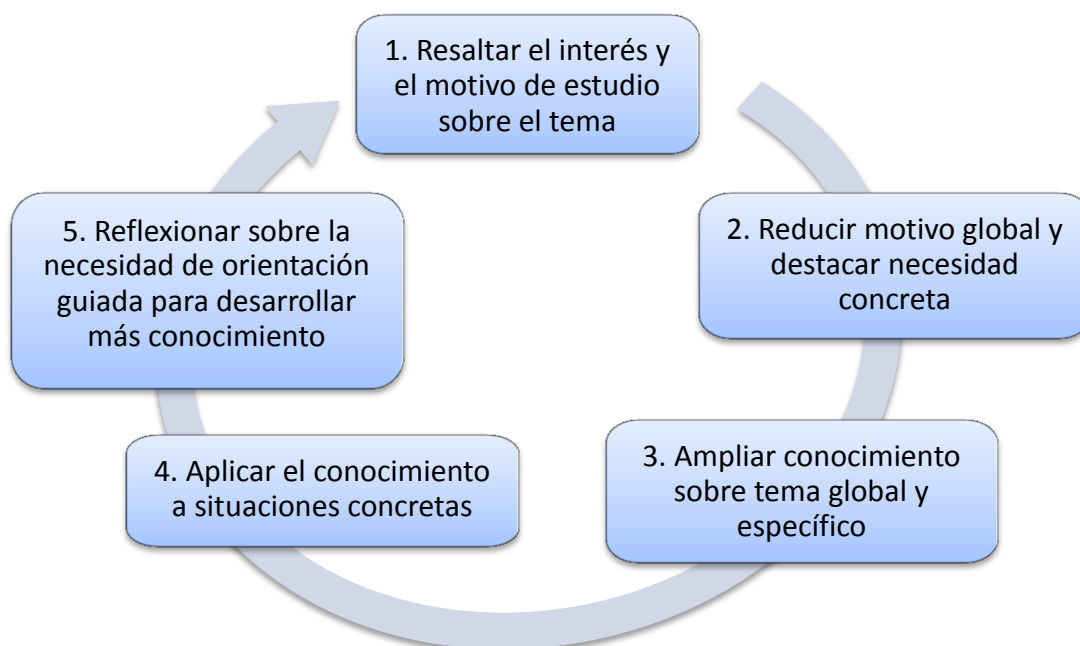 1. Resaltar el interés y
el motivo de estudio
sobre el tema
2. Reducir motivo global y
destacar necesidad
concreta
3. Ampliar conocimiento
sobre tema global y
específico
4. Aplicar el conocimiento
a situaciones concretas
5. Reflexionar sobre la
necesidad de orientación
guiada para desarrollar
más conocimiento